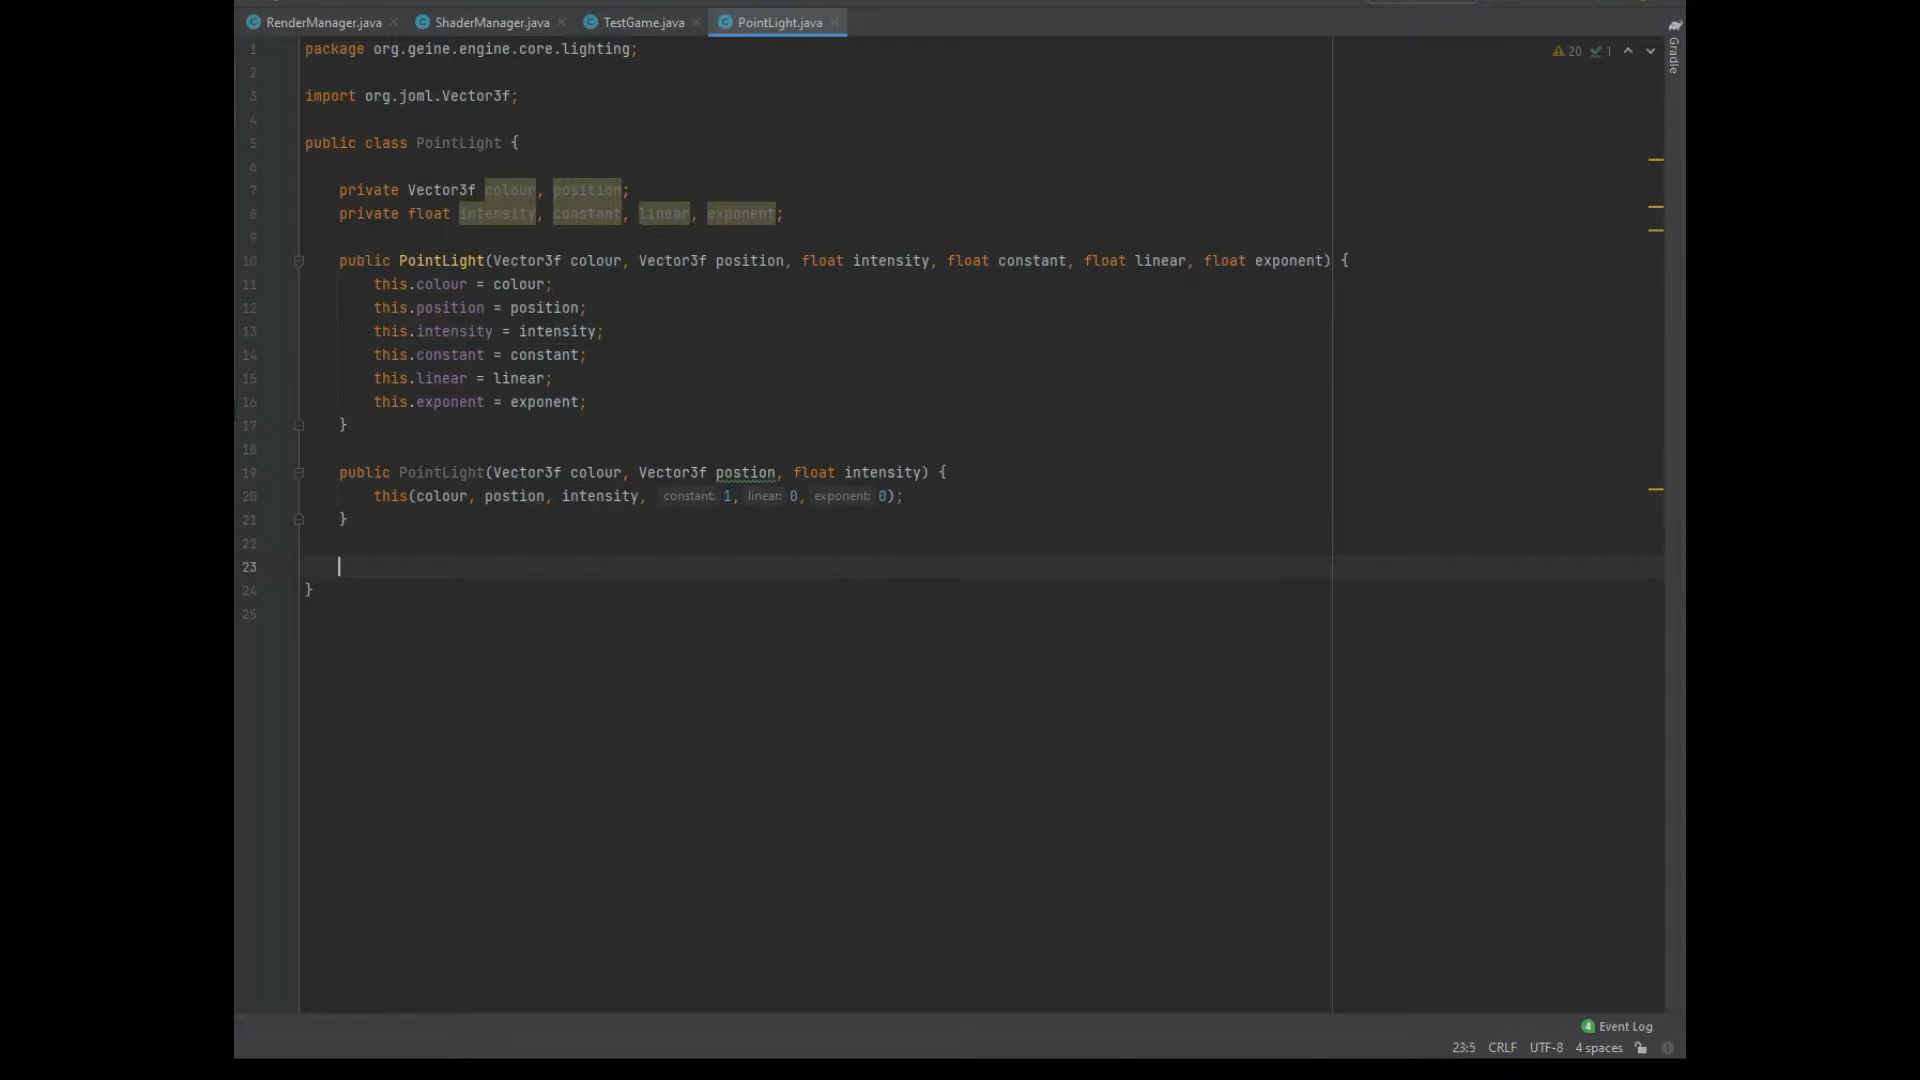 RenderManager.java ShaderManager.java TestGame.java PointLight.java
20 1
Gradle
1 package org.geine.engine.core.lighting;
2
3 import org.joml.Vector3f;
4
5 public class PointLight {
6
7 private Vector3f colour, position;
8 private float intensity, constant, linear, exponent;
9
10 public PointLight(Vector3f colour, Vector3f position, float intensity, float constant, float linear, float exponent) {
11 this.colour = colour;
12 this.position = position;
13 this.intensity = intensity;
14 this.constant = constant;
15 this.linear = linear;
16 this.exponent = exponent;
17 }
18
19 public PointLight(Vector3f colour, Vector3f postion, float intensity) {
20 this(colour, postion, intensity, constant: 1, linear: 0, exponent: 0);
21 }
22
23
24 }
25
4 Event Log
23:5 CRLF UTF-8 4 spaces